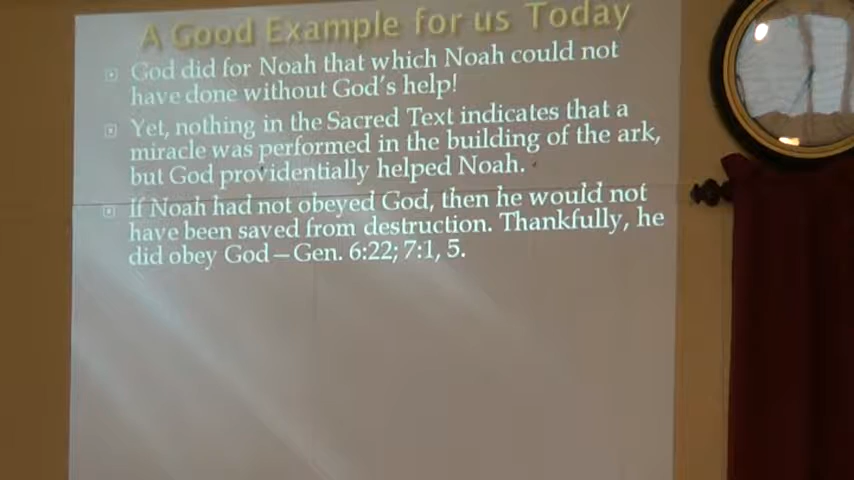 A Good Example for us Today
God did for Noah that which Noah could not
have done without God's help!
Yet, nothing in the Sacred Text indicates that a
miracle was performed in the building of the ark,
but God providentially helped Noah.
If Noah had not obeyed God, then he would not
have been saved from destruction. Thankfully, he
did obey God—Gen. 6:22; 7:1, 5.